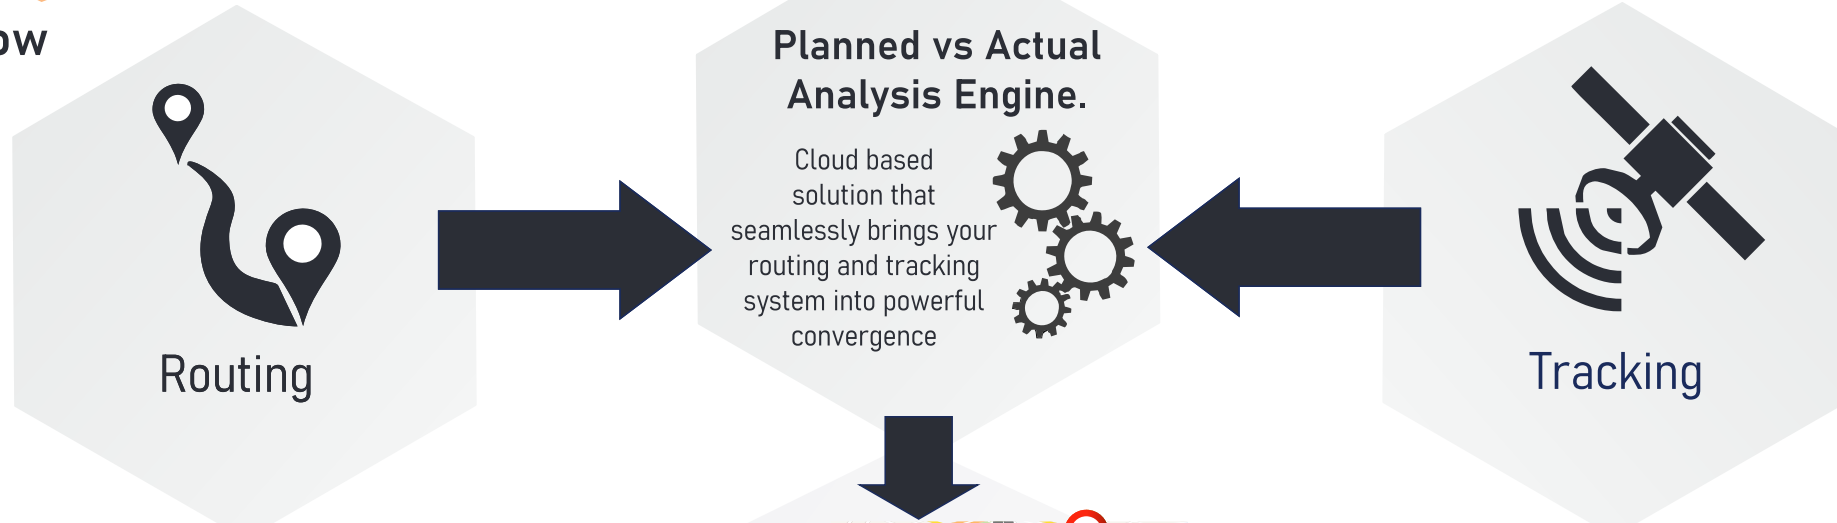 ow
Planned vs Actual
Analysis Engine.
Cloud based
solution that
seamlessly brings your
routing and tracking
system into powerful
convergence
Routing
Tracking